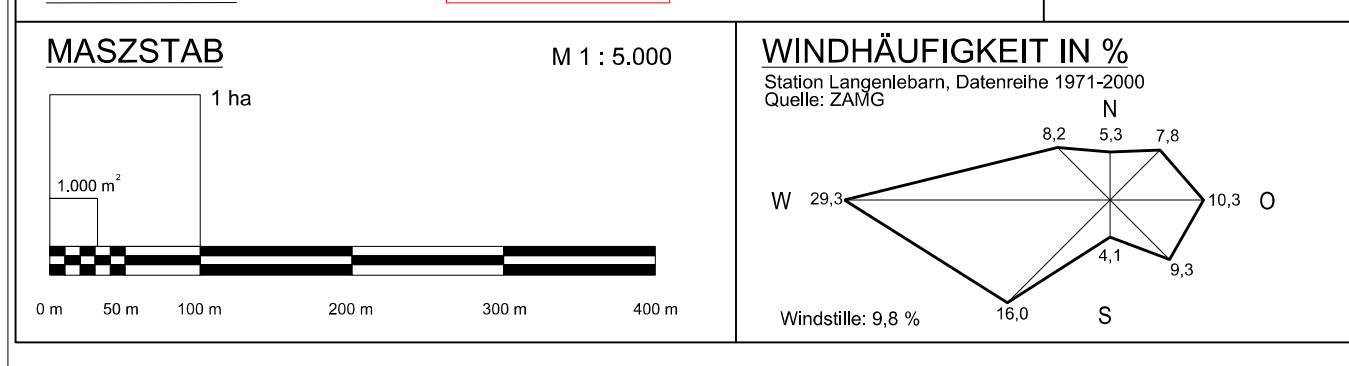 MASZSTAB
M 1 : 5.000
1 ha
1.000 m²
0 m
50 m
100 m
200 m
300 m
400 m
WINDHÄUFIGKEIT IN %
Station Langenlebarn, Datenreihe 1971-2000
Quelle: ZAMG
N
8,2
5,3
7,8
W
29,3
10,3
O
4,1
9,3
16,0
S
Windstille: 9,8 %